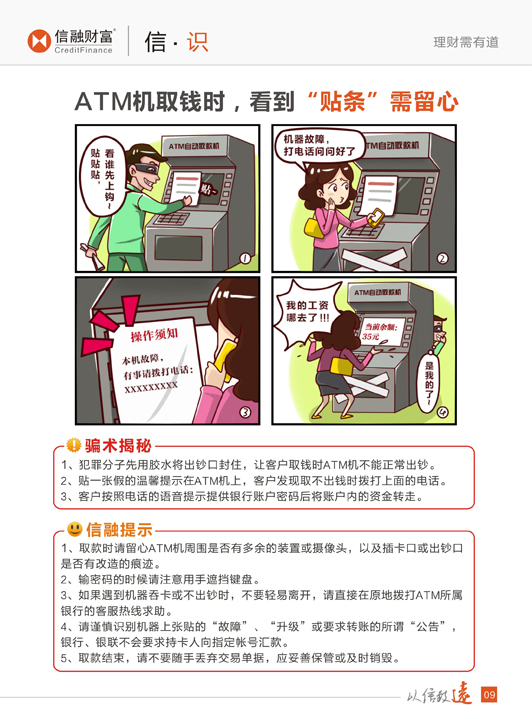 信融财富
CreditFinance
信·识
理财需有道
ATM机取钱时，看到“贴条”需留心
看谁先上钩~
贴贴贴，
ATM自动取款机
贴
①
机器故障，
打电话问问好了
ATM自动取款机
②
操作须知
本机故障，
有事请拨打电话：
XXXXXXXXX
③
我的工资
哪去了!!!
ATM自动取款机
当前余额：
35元
是我的了~
④
骗术揭秘
1、犯罪分子先用胶水将出钞口封住，让客户取钱时ATM机不能正常出钞。
2、贴一张假的温馨提示在ATM机上，客户发现取不出钱时拨打上面的电话。
3、客户按照电话的语音提示提供银行账户密码后将账户内的资金转走。
信融提示
1、取款时请留心ATM机周围是否有多余的装置或摄像头，以及插卡口或出钞口
是否有改造的痕迹。
2、输密码的时候请注意用手遮挡键盘。
3、如果遇到机器吞卡或不出钞时，不要轻易离开，请直接在原地拨打ATM所属
银行的客服热线求助。
4、请谨慎识别机器上张贴的“故障”、“升级”或要求转账的所谓“公告”，
银行、银联不会要求持卡人向指定帐号汇款。
5、取款结束，请不要随手丢弃交易单据，应妥善保管或及时销毁。
以信致遠
09